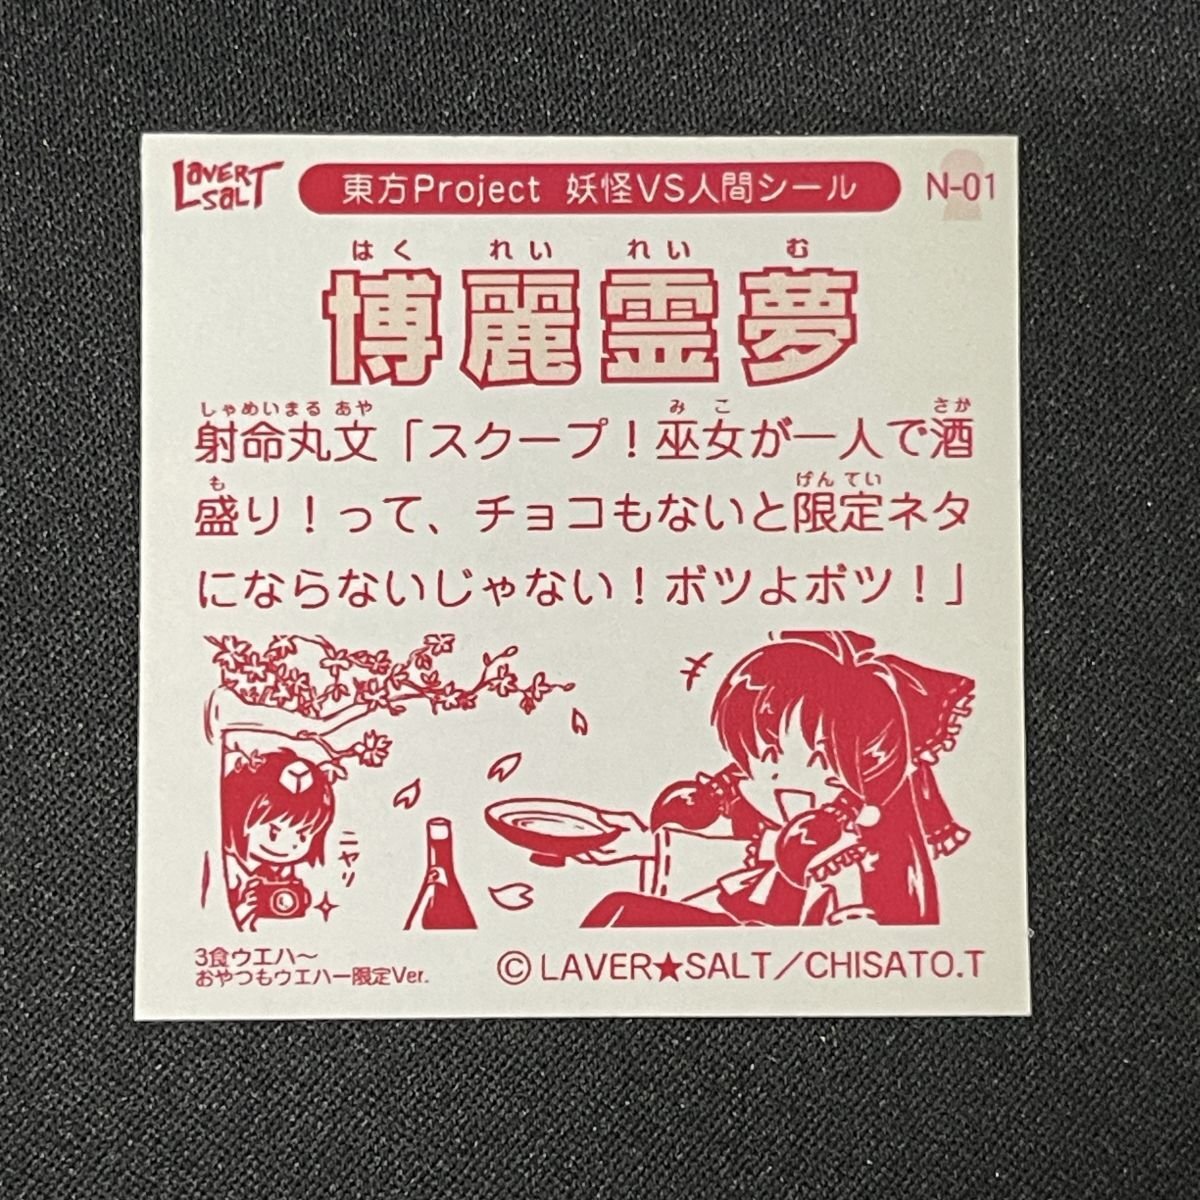 LAVERT SALT
東方Project 妖怪VS人間シール
N-01
はくれいれいむ
博麗霊夢
しゃめいまる あや みこ さか
射命丸文「スクープ！巫女が一人で酒
も げんてい
盛り！って、チョコもないと限定ネタ
にならないじゃない！ボツよボツ！」
ニヤリ
3食ウエハ～
おやつもウエハー限定Ver.
©LAVER★SALT／CHISATO.T